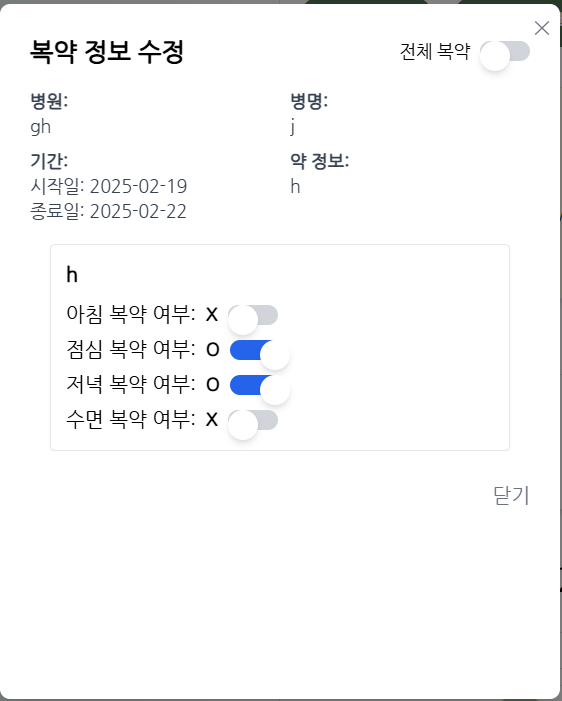 복약 정보 수정
전체 복약
병원:
gh
병명:
j
기간:
시작일: 2025-02-19
종료일: 2025-02-22
약 정보:
h
h
아침 복약 여부: X
점심 복약 여부: O
저녁 복약 여부: O
수면 복약 여부: X
닫기